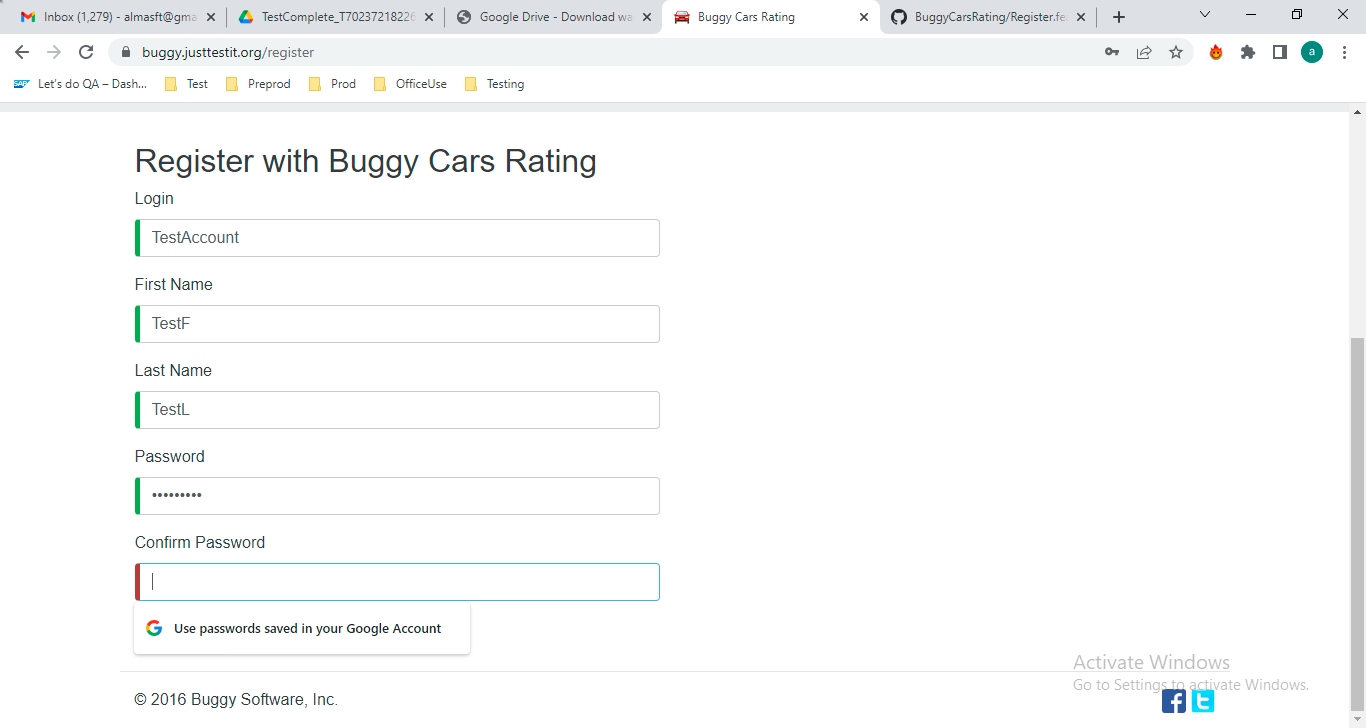 Inbox (1,279) - almasft@gma
TestComplete_T70237218226
Google Drive - Download wa
Buggy Cars Rating
BuggyCarsRating/Register.fe
buggy.justtestit.org/register
a
Let's do QA – Dash...
Test
Preprod
Prod
OfficeUse
Testing
Register with Buggy Cars Rating
Login
TestAccount
First Name
TestF
Last Name
TestL
Password
•••••••••
Confirm Password
Use passwords saved in your Google Account
© 2016 Buggy Software, Inc.
Activate Windows
Go to Settings to activate Windows.